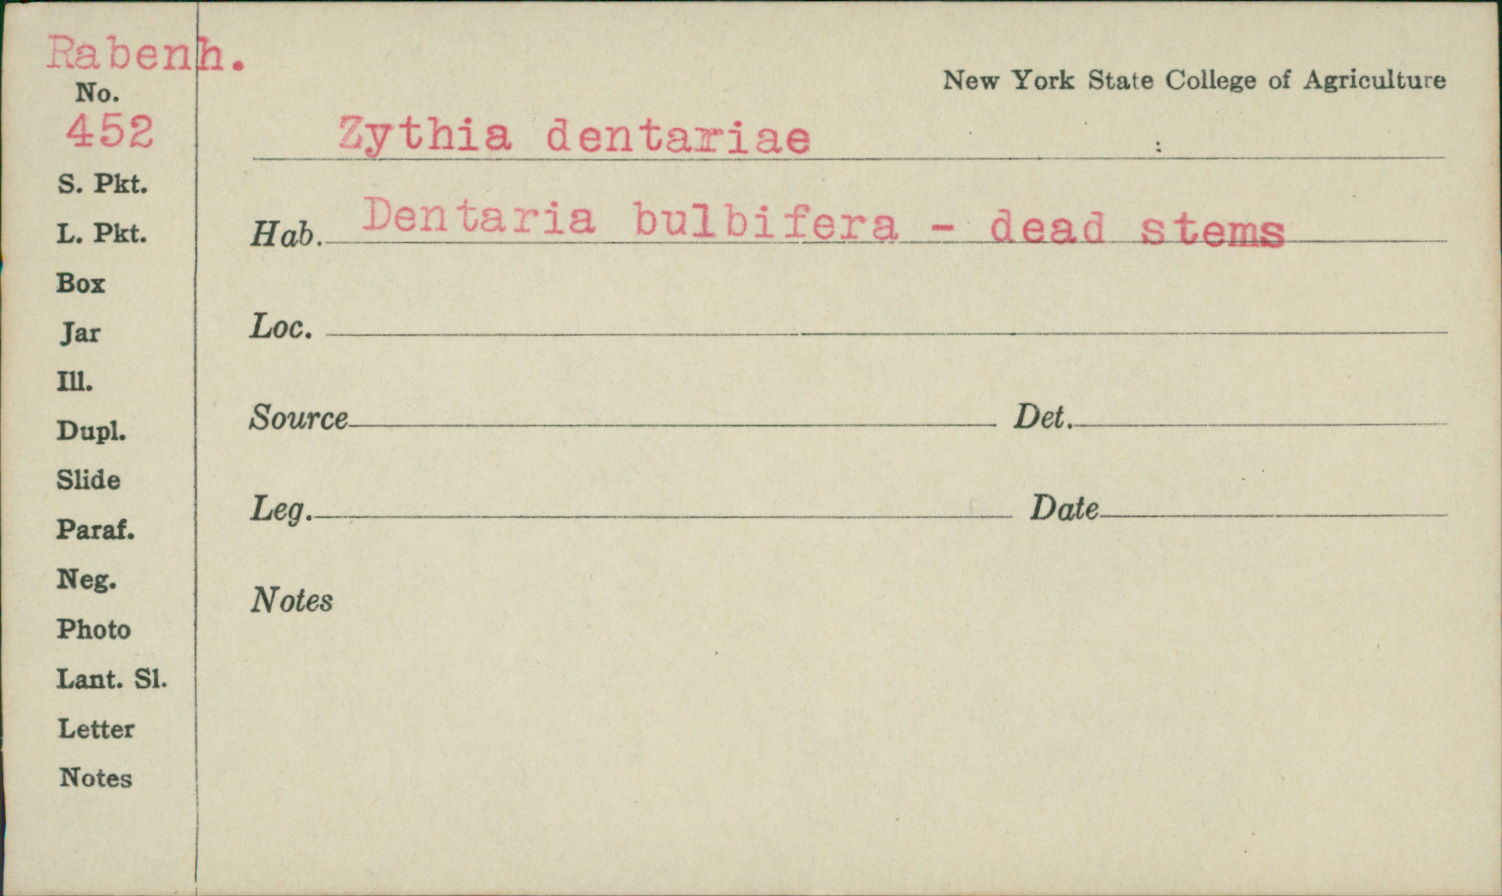 Rabenh.
No.
452
S. Pkt.
L. Pkt.
Box
Jar
Ill.
Dupl.
Slide
Paraf.
Neg.
Photo
Lant. Sl.
Letter
Notes
New York State College of Agriculture
Zythia dentariae
Hab. Dentaria bulbifera - dead stems
Loc.
Source Det.
Leg. Date
Notes